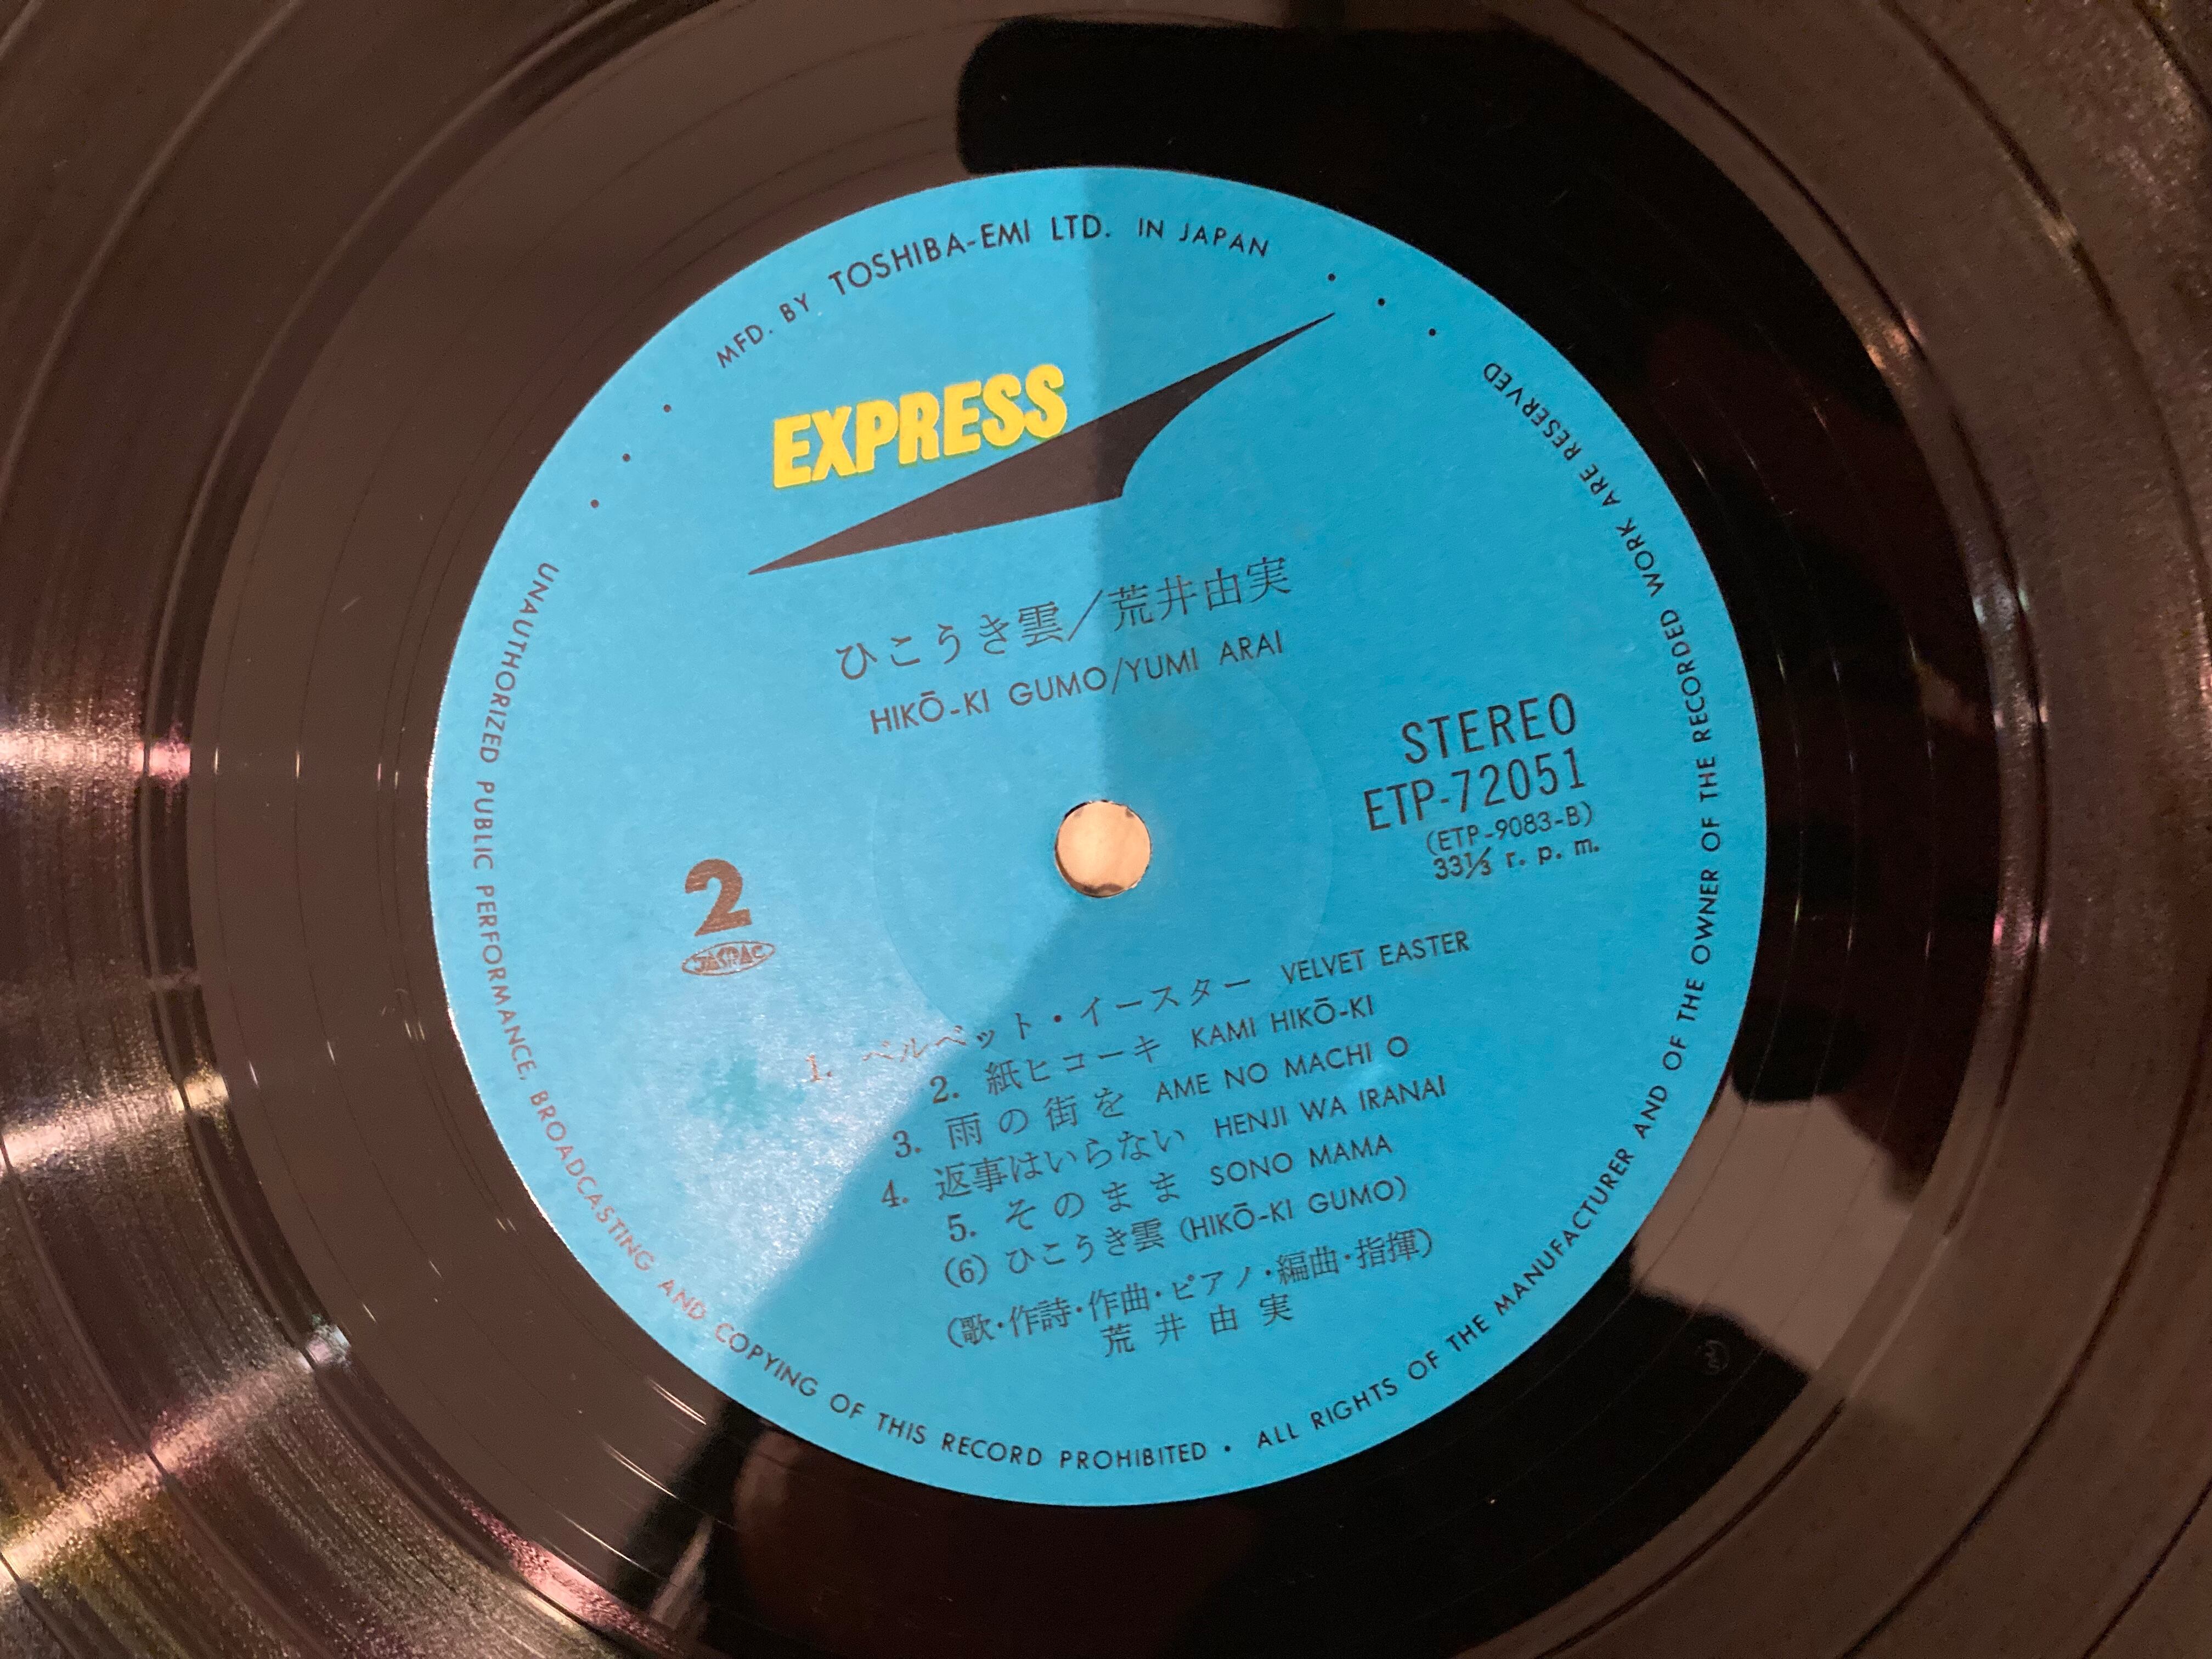 MFD. BY TOSHIBA-EMI LTD. IN JAPAN
EXPRESS
ひこうき雲/荒井由実
HIKŌ-KI GUMO/YUMI ARAI
STEREO
ETP-72051
(ETP-9083-B)
33⅓ r. p. m.
2
JASRAC
1. ベルベット・イースター VELVET EASTER
2. 紙ヒコーキ KAMI HIKŌ-KI
3. 雨の街を AME NO MACHI O
4. 返事はいらない HENJI WA IRANAI
5. そのまま SONO MAMA
(6) ひこうき雲 (HIKŌ-KI GUMO)
(歌・作詩・作曲・ピアノ・編曲・指揮)
荒井由実
UNAUTHORIZED PUBLIC PERFORMANCE, BROADCASTING AND COPYING OF THIS RECORD PROHIBITED • ALL RIGHTS OF THE MANUFACTURER AND OF THE OWNER OF THE RECORDED WORK ARE RESERVED